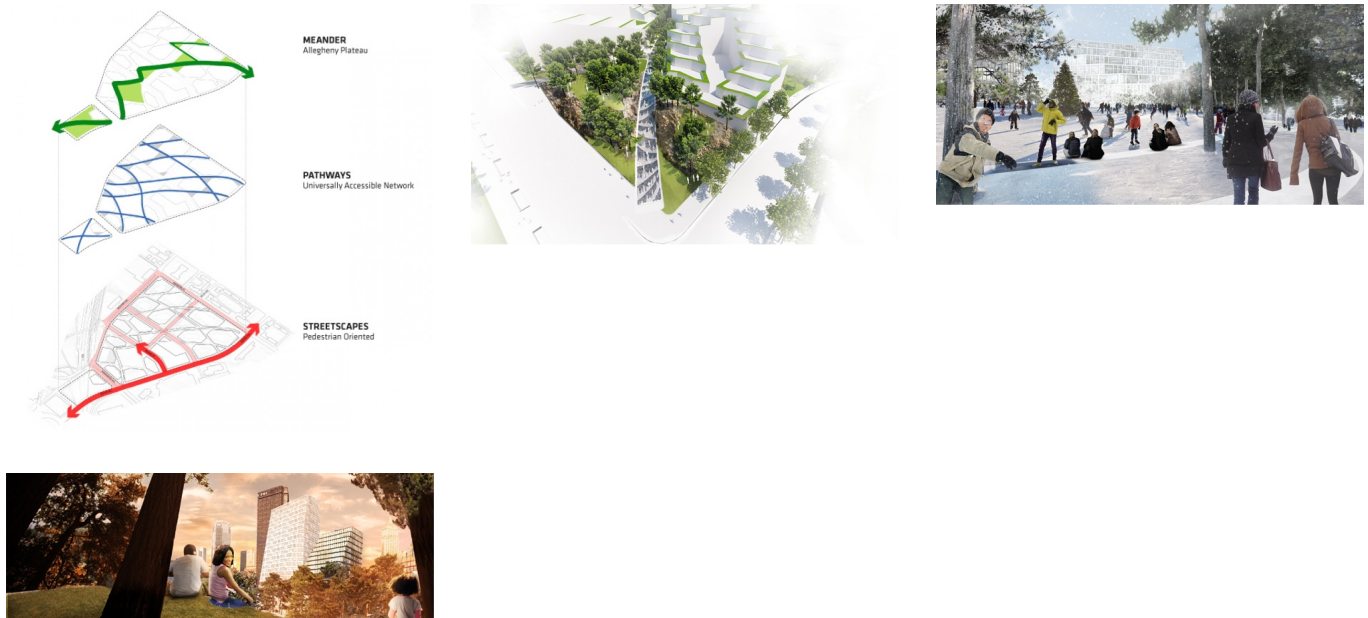 MEANDER
Allegheny Plateau
PATHWAYS
Universally Accessible Network
STREETSCAPES
Pedestrian Oriented